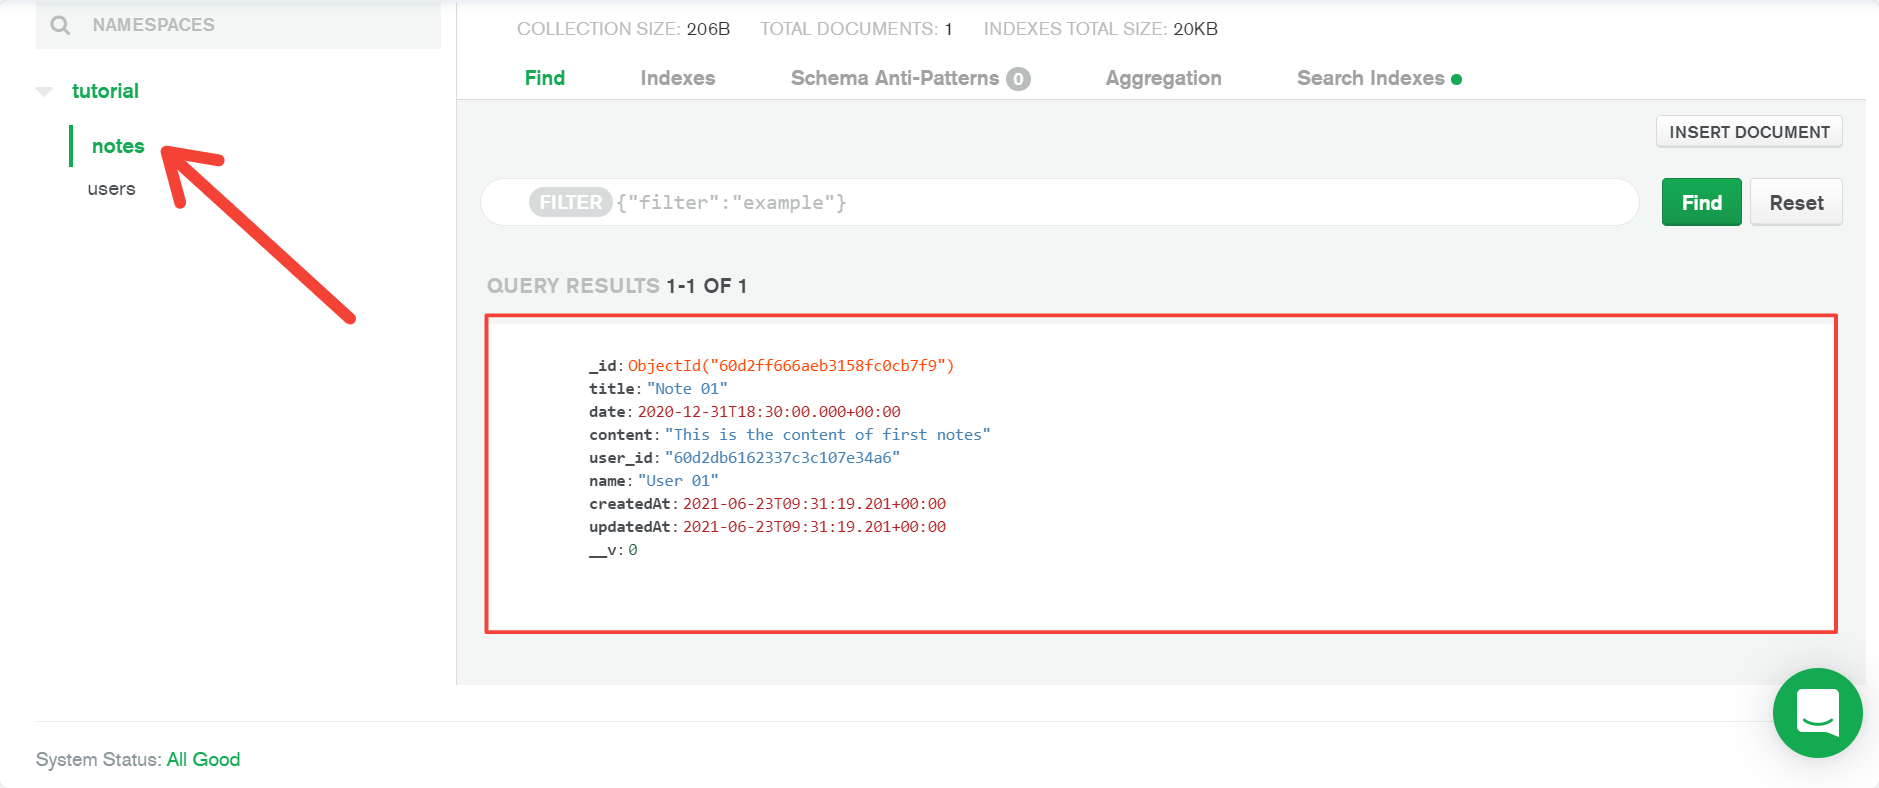 NAMESPACES
tutorial
notes
users
COLLECTION SIZE: 206B TOTAL DOCUMENTS: 1 INDEXES TOTAL SIZE: 20KB
Find Indexes Schema Anti-Patterns 0 Aggregation Search Indexes
INSERT DOCUMENT
FILTER {"filter":"example"} Find Reset
QUERY RESULTS 1-1 OF 1
_id: ObjectId("60d2ff666aeb3158fc0cb7f9")
title: "Note 01"
date: 2020-12-31T18:30:00.000+00:00
content: "This is the content of first notes"
user_id: "60d2db6162337c3c107e34a6"
name: "User 01"
createdAt: 2021-06-23T09:31:19.201+00:00
updatedAt: 2021-06-23T09:31:19.201+00:00
__v: 0
System Status: All Good